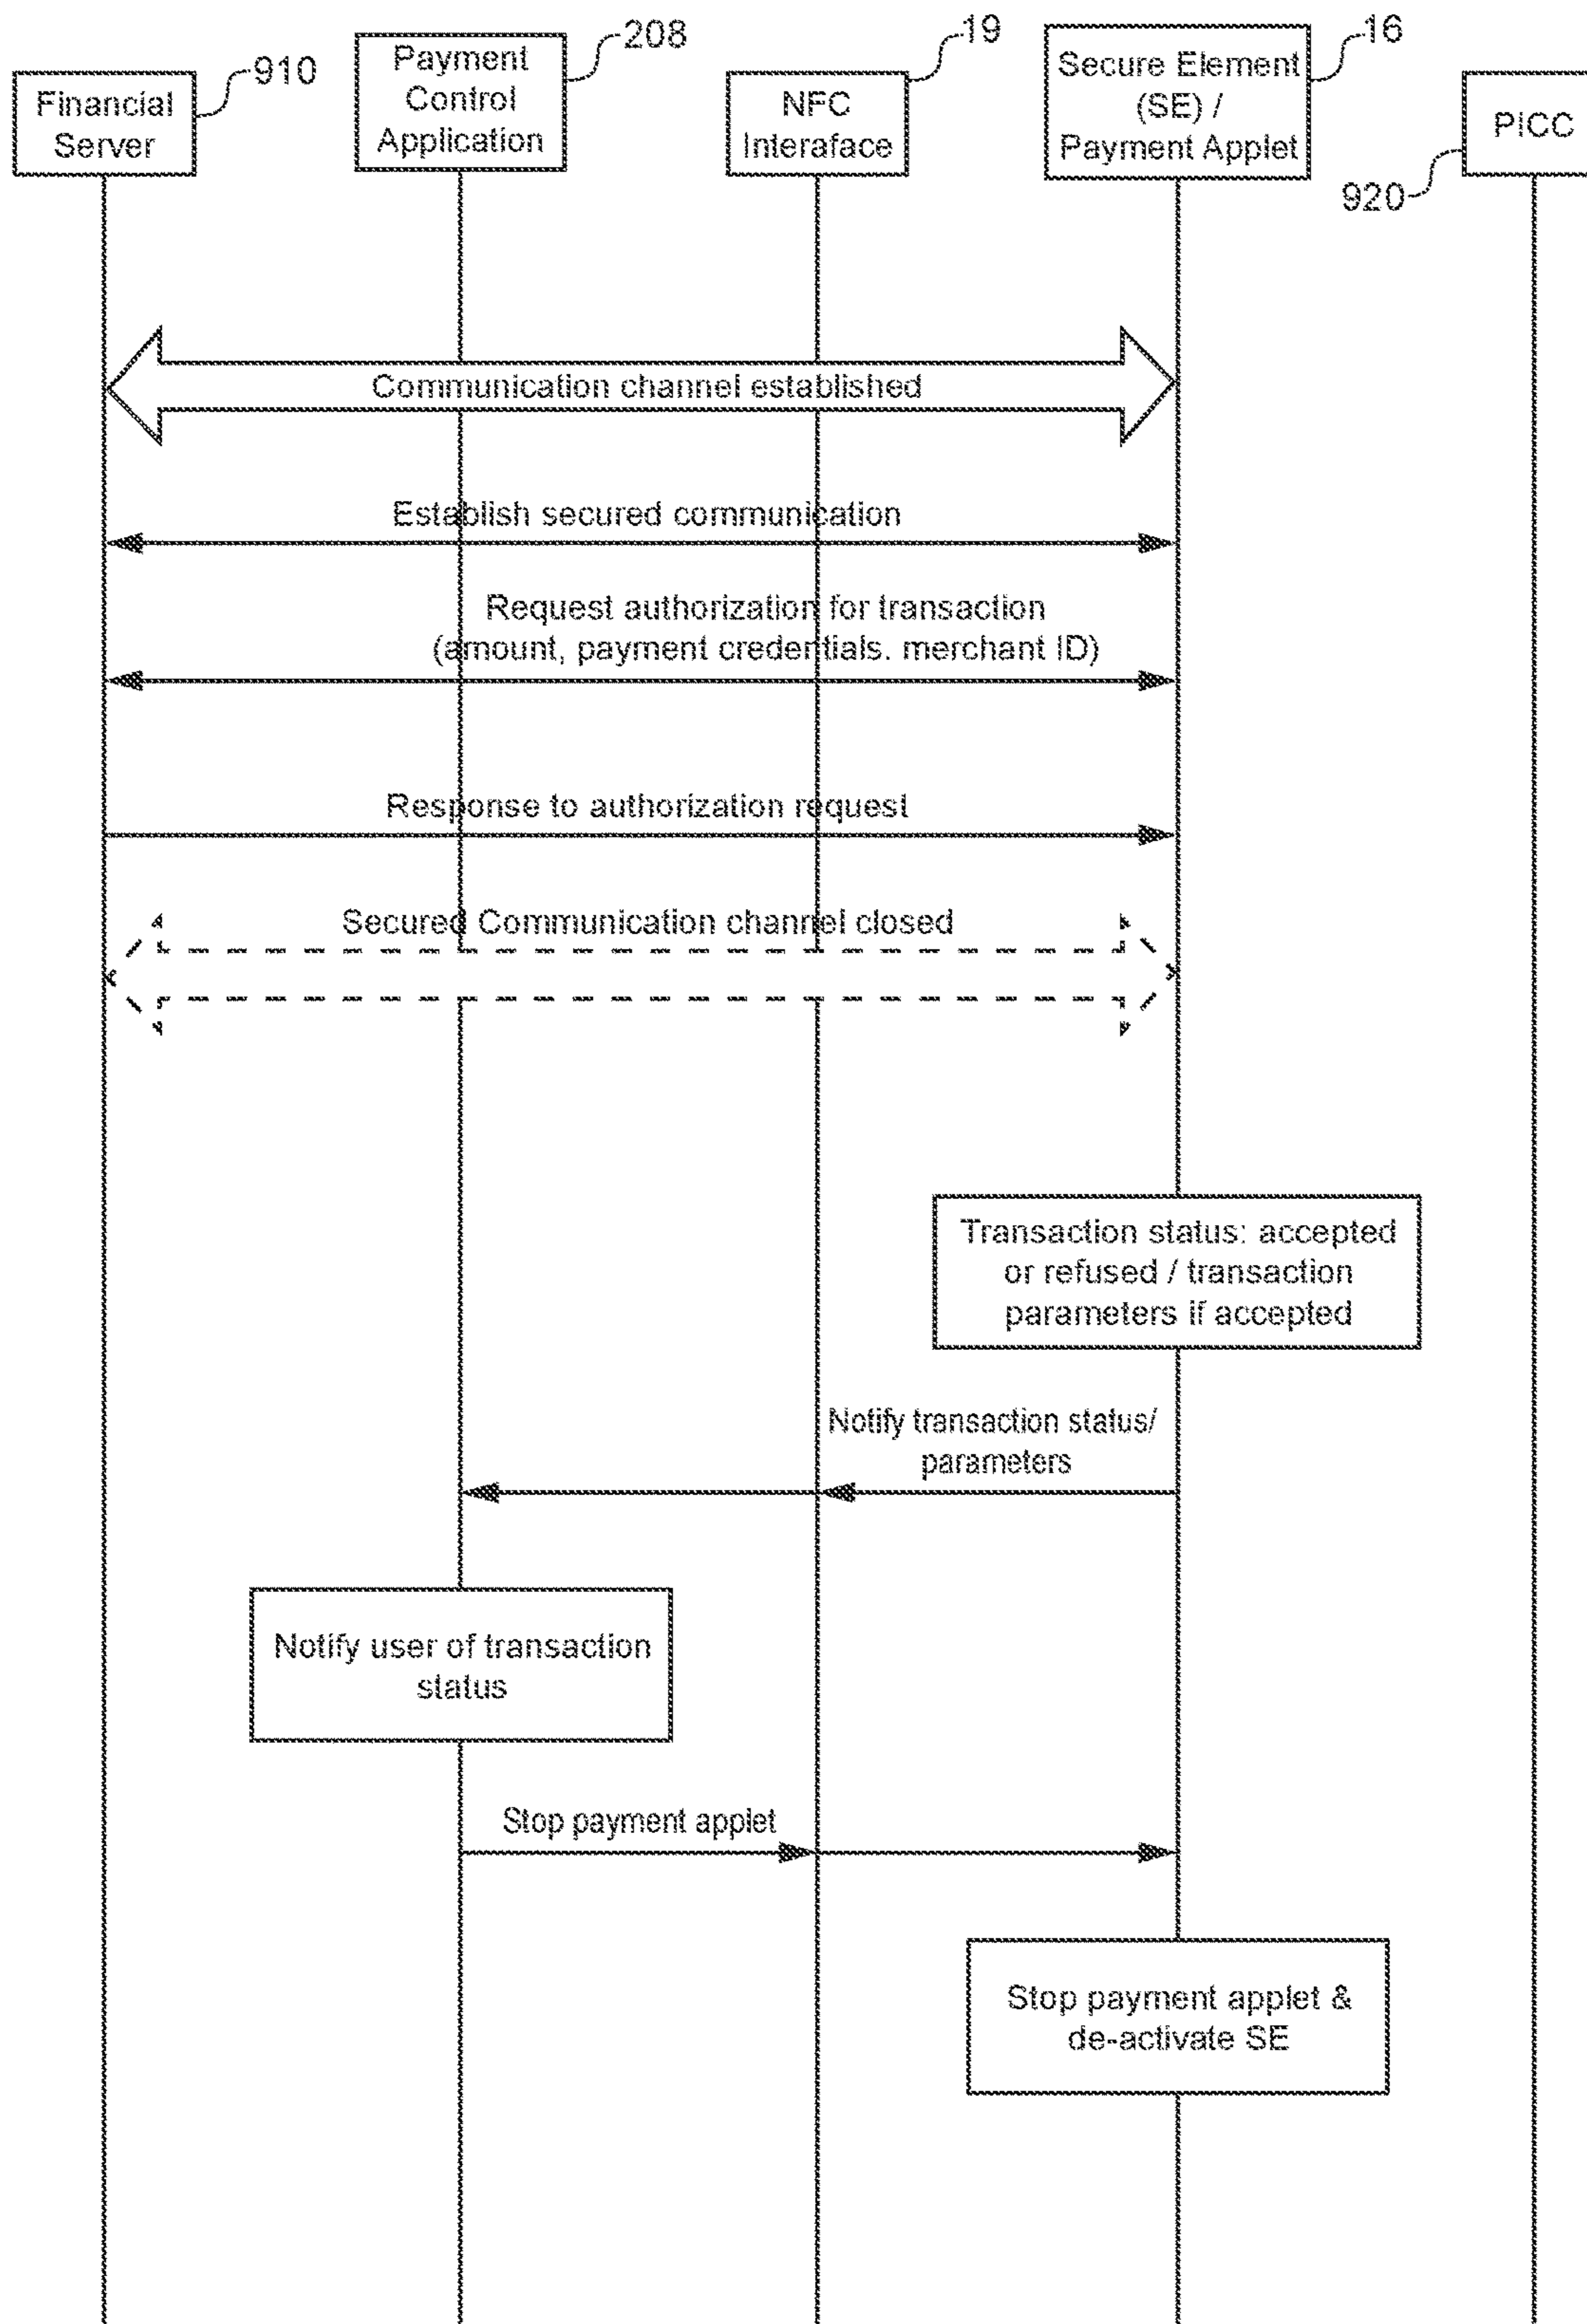 Financial
Server
910
Payment
Control
Application
208
NFC
Interaface
19
Secure Element
(SE) /
Payment Applet
16
PICC
920
Communication channel established
Establish secured communication
Request authorization for transaction
(amount, payment credentials. merchant ID)
Response to authorization request
Secured Communication channel closed
Transaction status: accepted
or refused / transaction
parameters if accepted
Notify transaction status/
parameters
Notify user of transaction
status
Stop payment applet
Stop payment applet &
de-activate SE